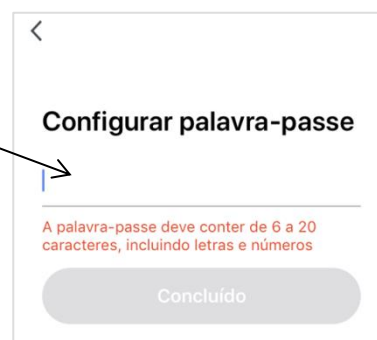 Configurar palavra-passe
A palavra-passe deve conter de 6 a 20
caracteres, incluindo letras e números
Concluído